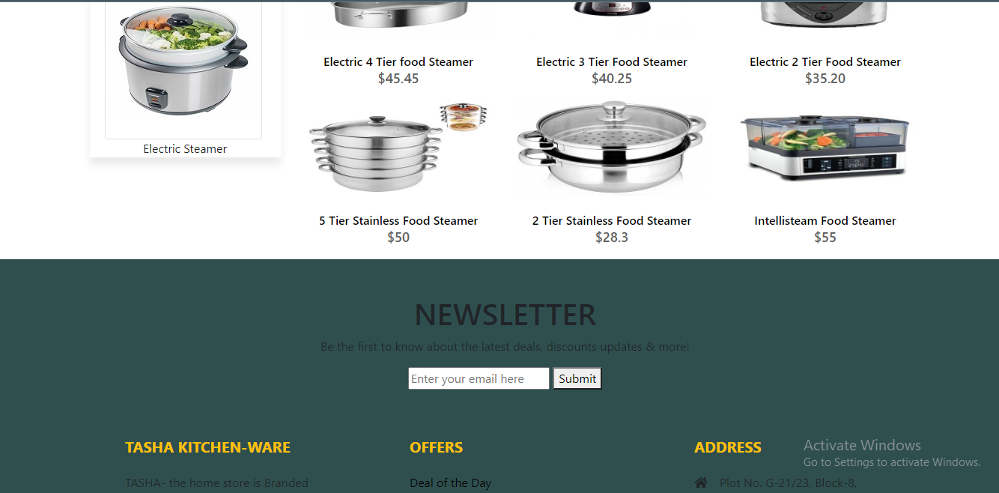 Electric Steamer
Electric 4 Tier food Steamer
$45.45
Electric 3 Tier Food Steamer
$40.25
Electric 2 Tier Food Steamer
$35.20
5 Tier Stainless Food Steamer
$50
2 Tier Stainless Food Steamer
$28.3
Intellisteam Food Steamer
$55
NEWSLETTER
Be the first to know about the latest deals, discounts updates & more!
Enter your email here
Submit
TASHA KITCHEN-WARE
TASHA- the home store is Branded
OFFERS
Deal of the Day
ADDRESS
Plot No. G-21/23, Block-8,
Activate Windows
Go to Settings to activate Windows.